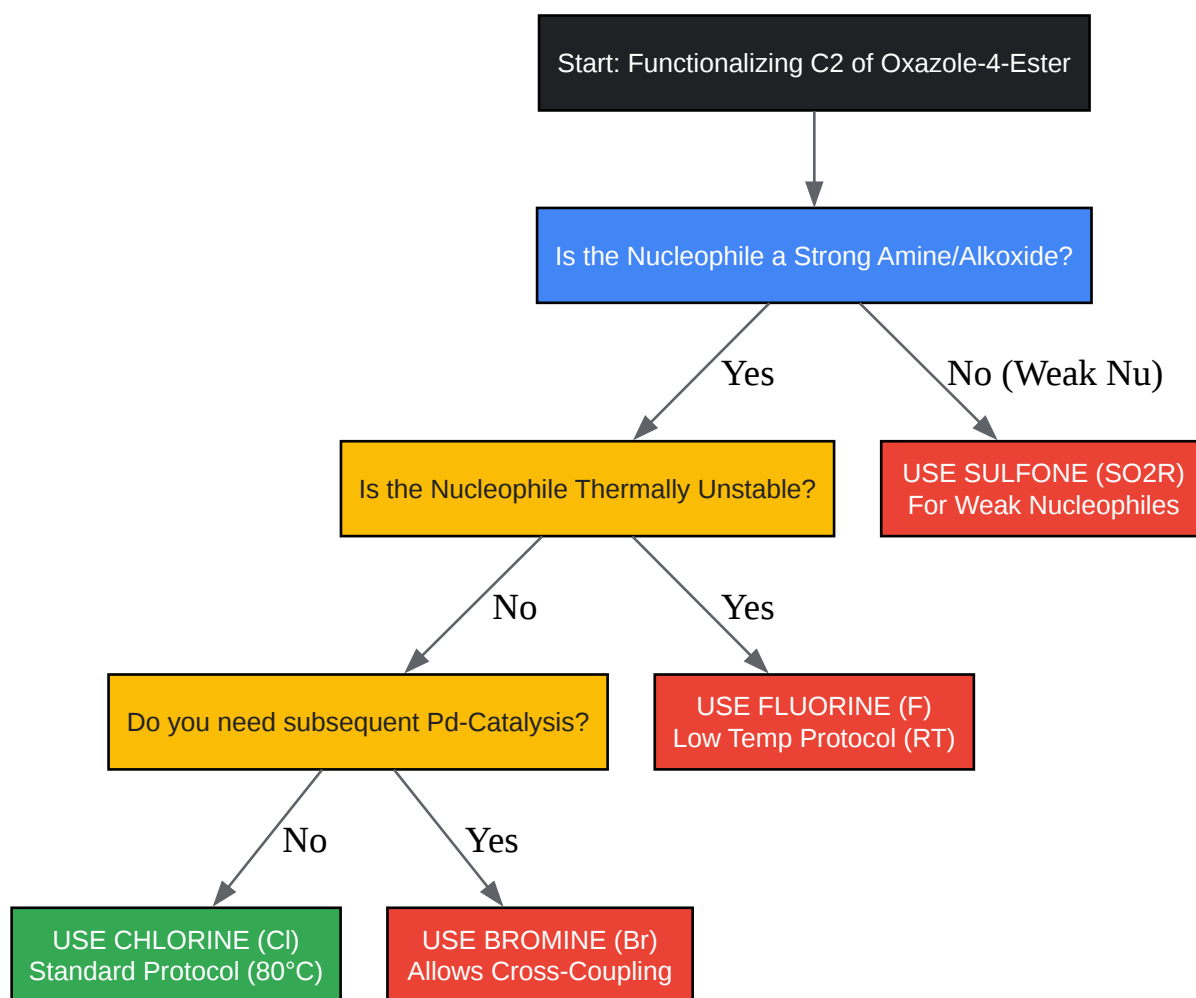 Start: Functionalizing C2 of Oxazole-4-Ester
Is the Nucleophile a Strong Amine/Alkoxide?
Yes
No (Weak Nu)
Is the Nucleophile Thermally Unstable?
USE SULFONE (SO2R)
For Weak Nucleophiles
No
Yes
Do you need subsequent Pd-Catalysis?
USE FLUORINE (F)
Low Temp Protocol (RT)
No
Yes
USE CHLORINE (Cl)
Standard Protocol (80°C)
USE BROMINE (Br)
Allows Cross-Coupling